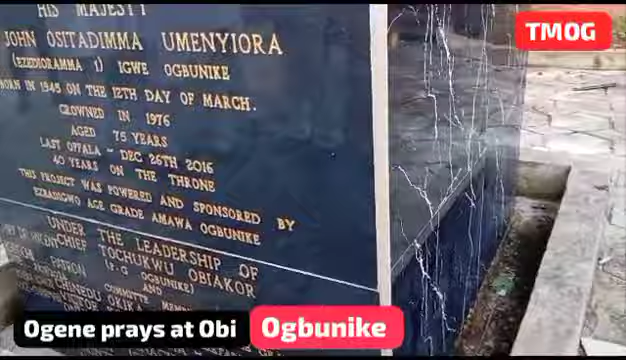 HIS MAJESTY
JOHN OSITADIMMA UMENYIORA
(EZEDIORAMMA 1) IGWE OGBUNIKE
BORN IN 1945 ON THE 12TH DAY OF MARCH.
CROWNED IN 1976
AGED 75 YEARS
LAST OFFALA ~ DEC 26TH 2016
40 YEARS ON THE THRONE
THIS PROJECT WAS POWERED AND SPONSORED BY
EZRADIGWO AGE GRADE AMAWA OGBUNIKE
UNDER THE LEADERSHIP OF
CHIEF TOCHUKWU OBIAKOR
(E.G OGBUNIKE)
AND
TMOG
Ogene prays at Obi Ogbunike